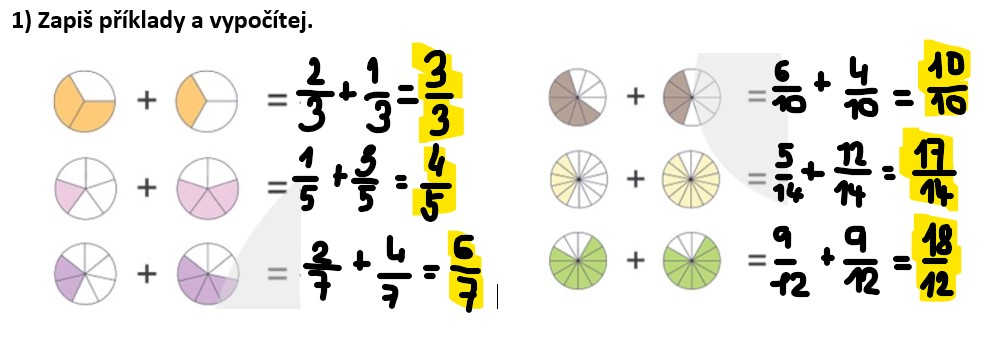 1) Zapiš příklady a vypočítej.
+ = 2/3 + 1/3 = 3/3
+ = 1/5 + 3/5 = 4/5
+ = 2/7 + 4/7 = 6/7
+ = 6/10 + 4/10 = 10/10
+ = 5/14 + 12/14 = 17/14
+ = 9/12 + 9/12 = 18/12